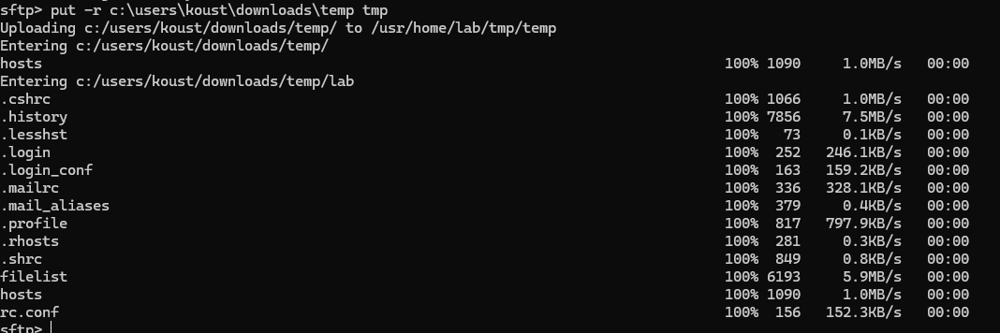 sftp> put -r c:\users\koust\downloads\temp tmp
Uploading c:/users/koust/downloads/temp/ to /usr/home/lab/tmp/temp
Entering c:/users/koust/downloads/temp/
hosts 100% 1090 1.0MB/s 00:00
Entering c:/users/koust/downloads/temp/lab
.cshrc 100% 1066 1.0MB/s 00:00
.history 100% 7856 7.5MB/s 00:00
.lesshst 100% 73 0.1KB/s 00:00
.login 100% 252 246.1KB/s 00:00
.login_conf 100% 163 159.2KB/s 00:00
.mailrc 100% 336 328.1KB/s 00:00
.mail_aliases 100% 379 0.4KB/s 00:00
.profile 100% 817 797.9KB/s 00:00
.rhosts 100% 281 0.3KB/s 00:00
.shrc 100% 849 0.8KB/s 00:00
filelist 100% 6193 5.9MB/s 00:00
hosts 100% 1090 1.0MB/s 00:00
rc.conf 100% 156 152.3KB/s 00:00
sftp>